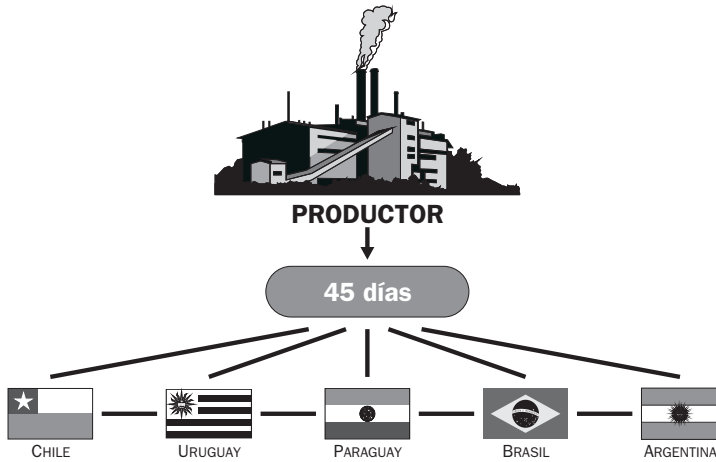 PRODUCTOR
45 días
CHILE
URUGUAY
PARAGUAY
BRASIL
ARGENTINA